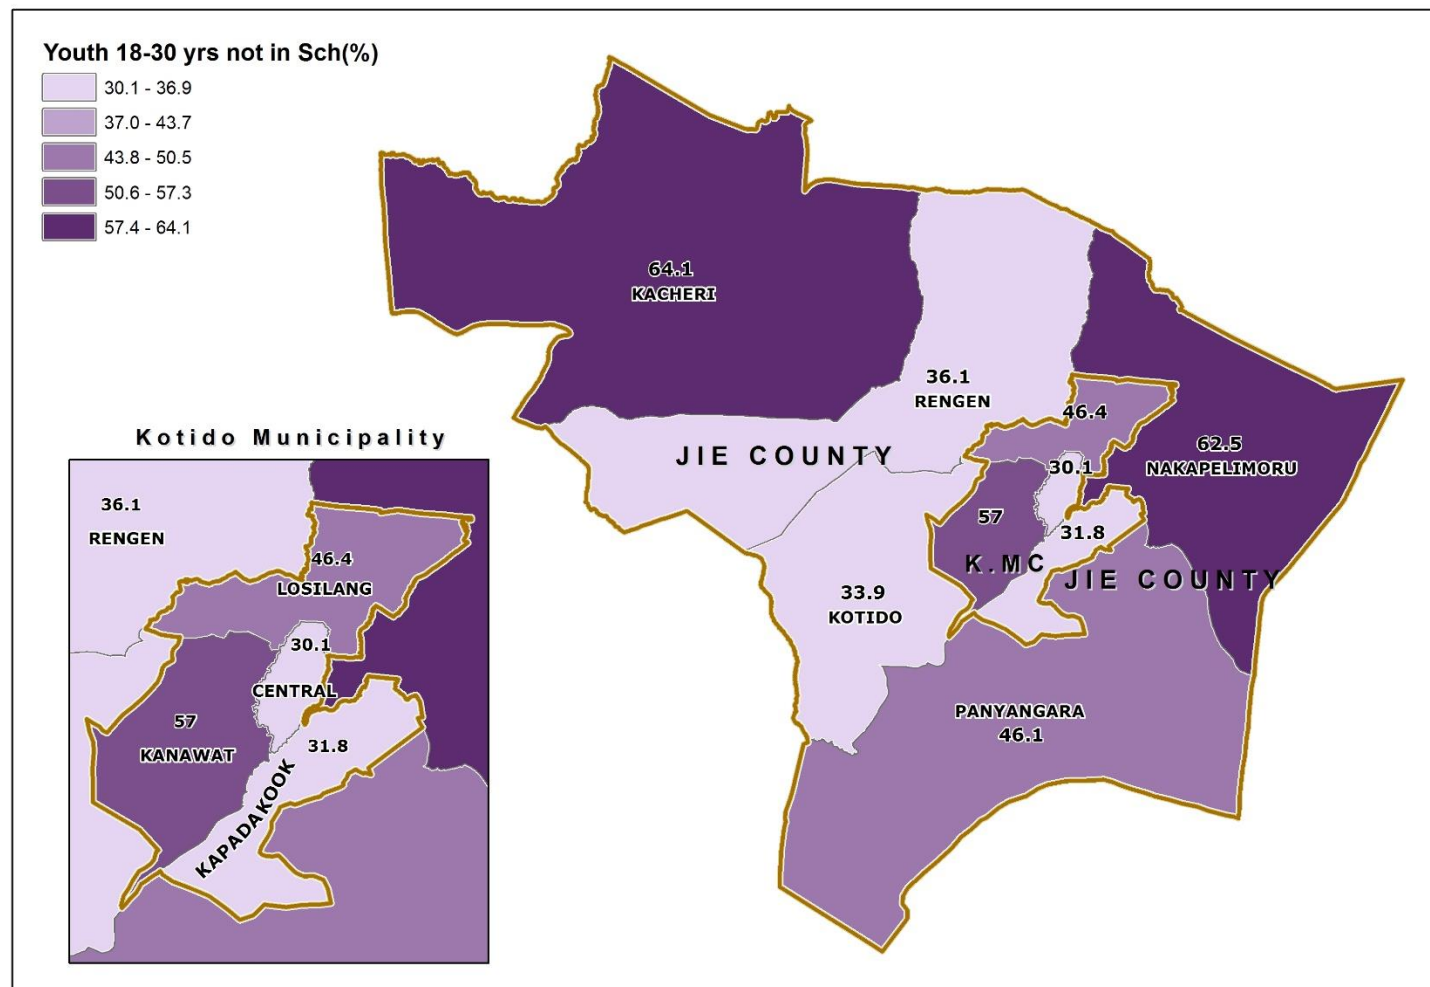 Youth 18-30 yrs not in Sch(%)
30.1 - 36.9
37.0 - 43.7
43.8 - 50.5
50.6 - 57.3
57.4 - 64.1
64.1
KACHERI
36.1
RENGEN
46.4
JIE COUNTY
62.5
NAKAPELIMORU
30.1
57
31.8
K.MC
JIE COUNTY
33.9
KOTIDO
PANYANGARA
46.1
Kotido Municipality
36.1
RENGEN
46.4
LOSILANG
30.1
CENTRAL
57
KANAWAT
31.8
KAPADAKOOK